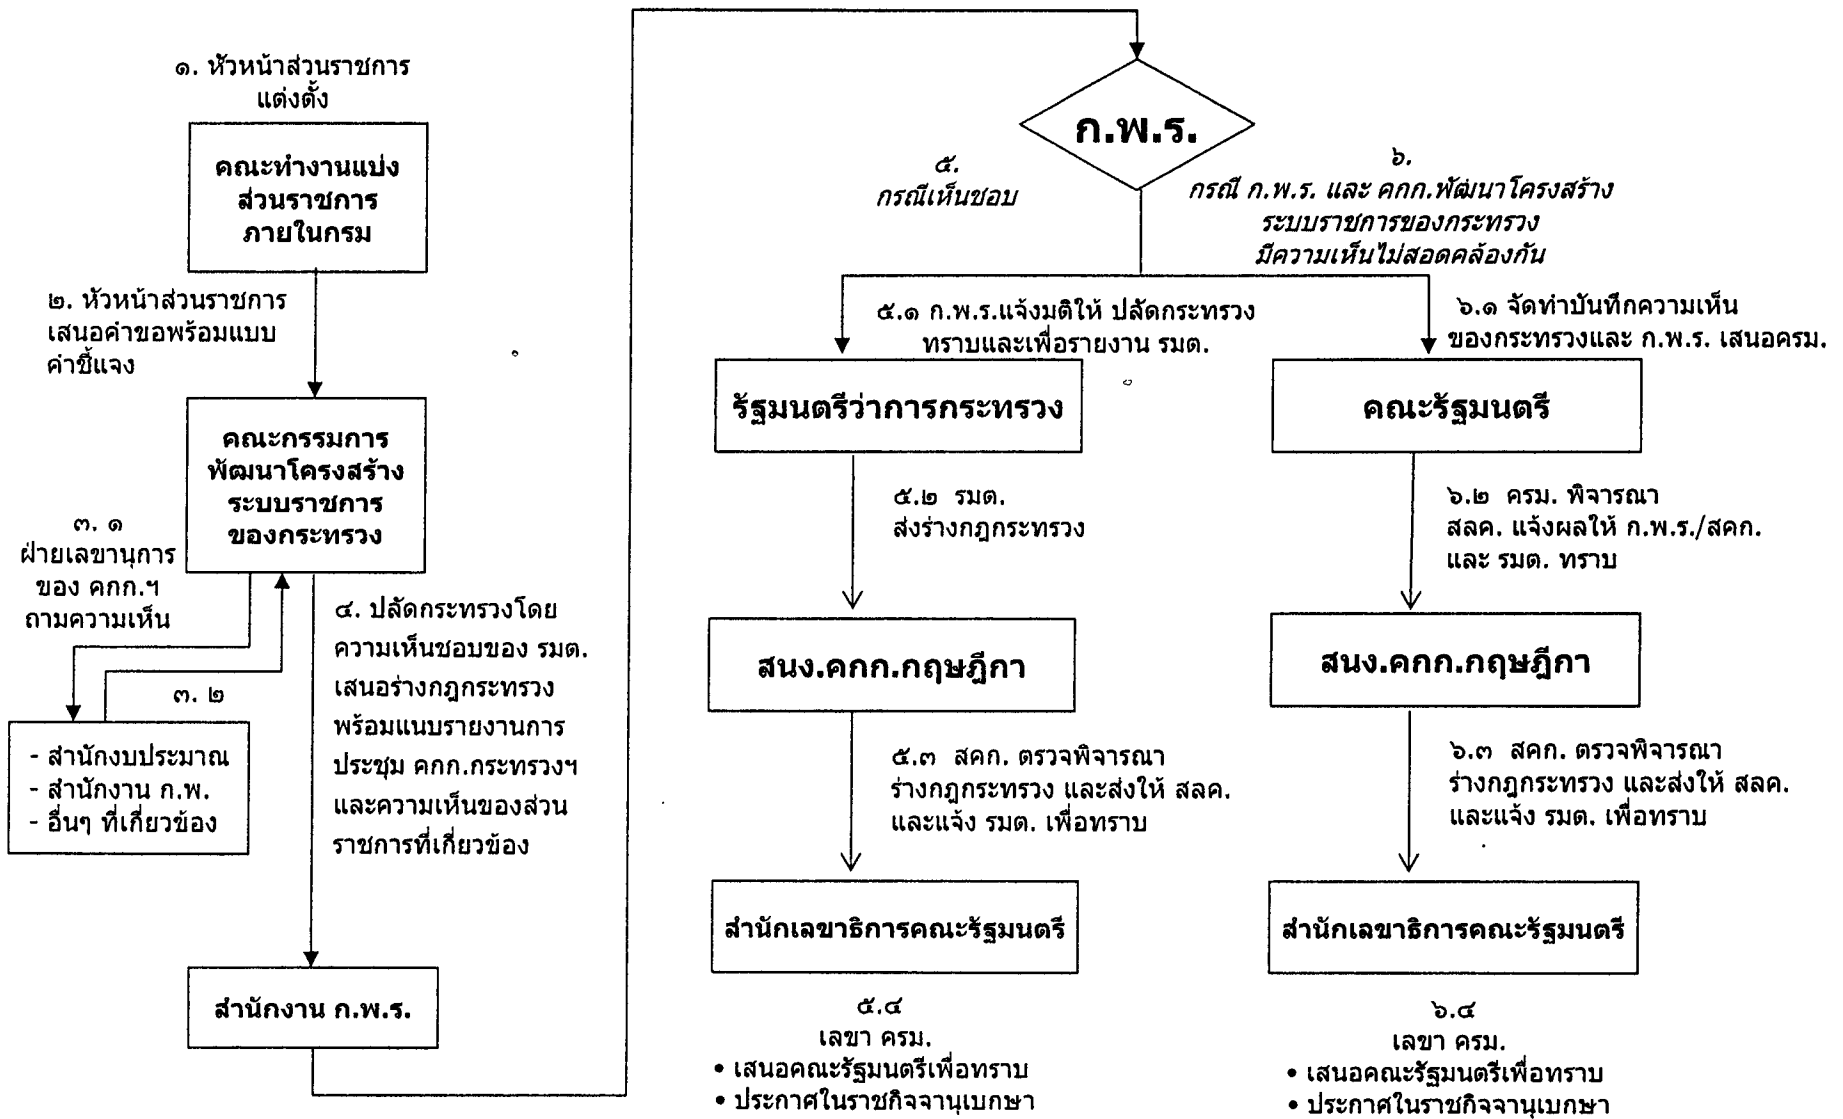 ๑. หัวหน้าส่วนราชการ
แต่งตั้ง
คณะทำงานแบ่ง
ส่วนราชการ
ภายในกรม
๒. หัวหน้าส่วนราชการ
เสนอคำขอพร้อมแบบ
คำชี้แจง
คณะกรรมการ
พัฒนาโครงสร้าง
ระบบราชการ
ของกระทรวง
๓. ๑
ฝ่ายเลขานุการ
ของ คกก.ฯ
ถามความเห็น
๓. ๒
- สำนักงบประมาณ
- สำนักงาน ก.พ.
- อื่นๆ ที่เกี่ยวข้อง
๔. ปลัดกระทรวงโดย
ความเห็นชอบของ รมต.
เสนอร่างกฎกระทรวง
พร้อมแนบรายงานการ
ประชุม คกก.กระทรวงฯ
และความเห็นของส่วน
ราชการที่เกี่ยวข้อง
สำนักงาน ก.พ.ร.
ก.พ.ร.
๕.
กรณีเห็นชอบ
๖.
กรณี ก.พ.ร. และ คกก.พัฒนาโครงสร้าง
ระบบราชการของกระทรวง
มีความเห็นไม่สอดคล้องกัน
๕.๑ ก.พ.ร.แจ้งมติให้ ปลัดกระทรวง
ทราบและเพื่อรายงาน รมต.
รัฐมนตรีว่าการกระทรวง
๕.๒ รมต.
ส่งร่างกฎกระทรวง
สนง.คกก.กฤษฎีกา
๕.๓ สคก. ตรวจพิจารณา
ร่างกฎกระทรวง และส่งให้ สลค.
และแจ้ง รมต. เพื่อทราบ
สำนักเลขาธิการคณะรัฐมนตรี
๕.๔
เลขา ครม.
• เสนอคณะรัฐมนตรีเพื่อทราบ
• ประกาศในราชกิจจานุเบกษา
๖.๑ จัดทำบันทึกความเห็น
ของกระทรวงและ ก.พ.ร. เสนอครม.
คณะรัฐมนตรี
๖.๒ ครม. พิจารณา
สลค. แจ้งผลให้ ก.พ.ร./สคก.
และ รมต. ทราบ
สนง.คกก.กฤษฎีกา
๖.๓ สคก. ตรวจพิจารณา
ร่างกฎกระทรวง และส่งให้ สลค.
และแจ้ง รมต. เพื่อทราบ
สำนักเลขาธิการคณะรัฐมนตรี
๖.๔
เลขา ครม.
• เสนอคณะรัฐมนตรีเพื่อทราบ
• ประกาศในราชกิจจานุเบกษา